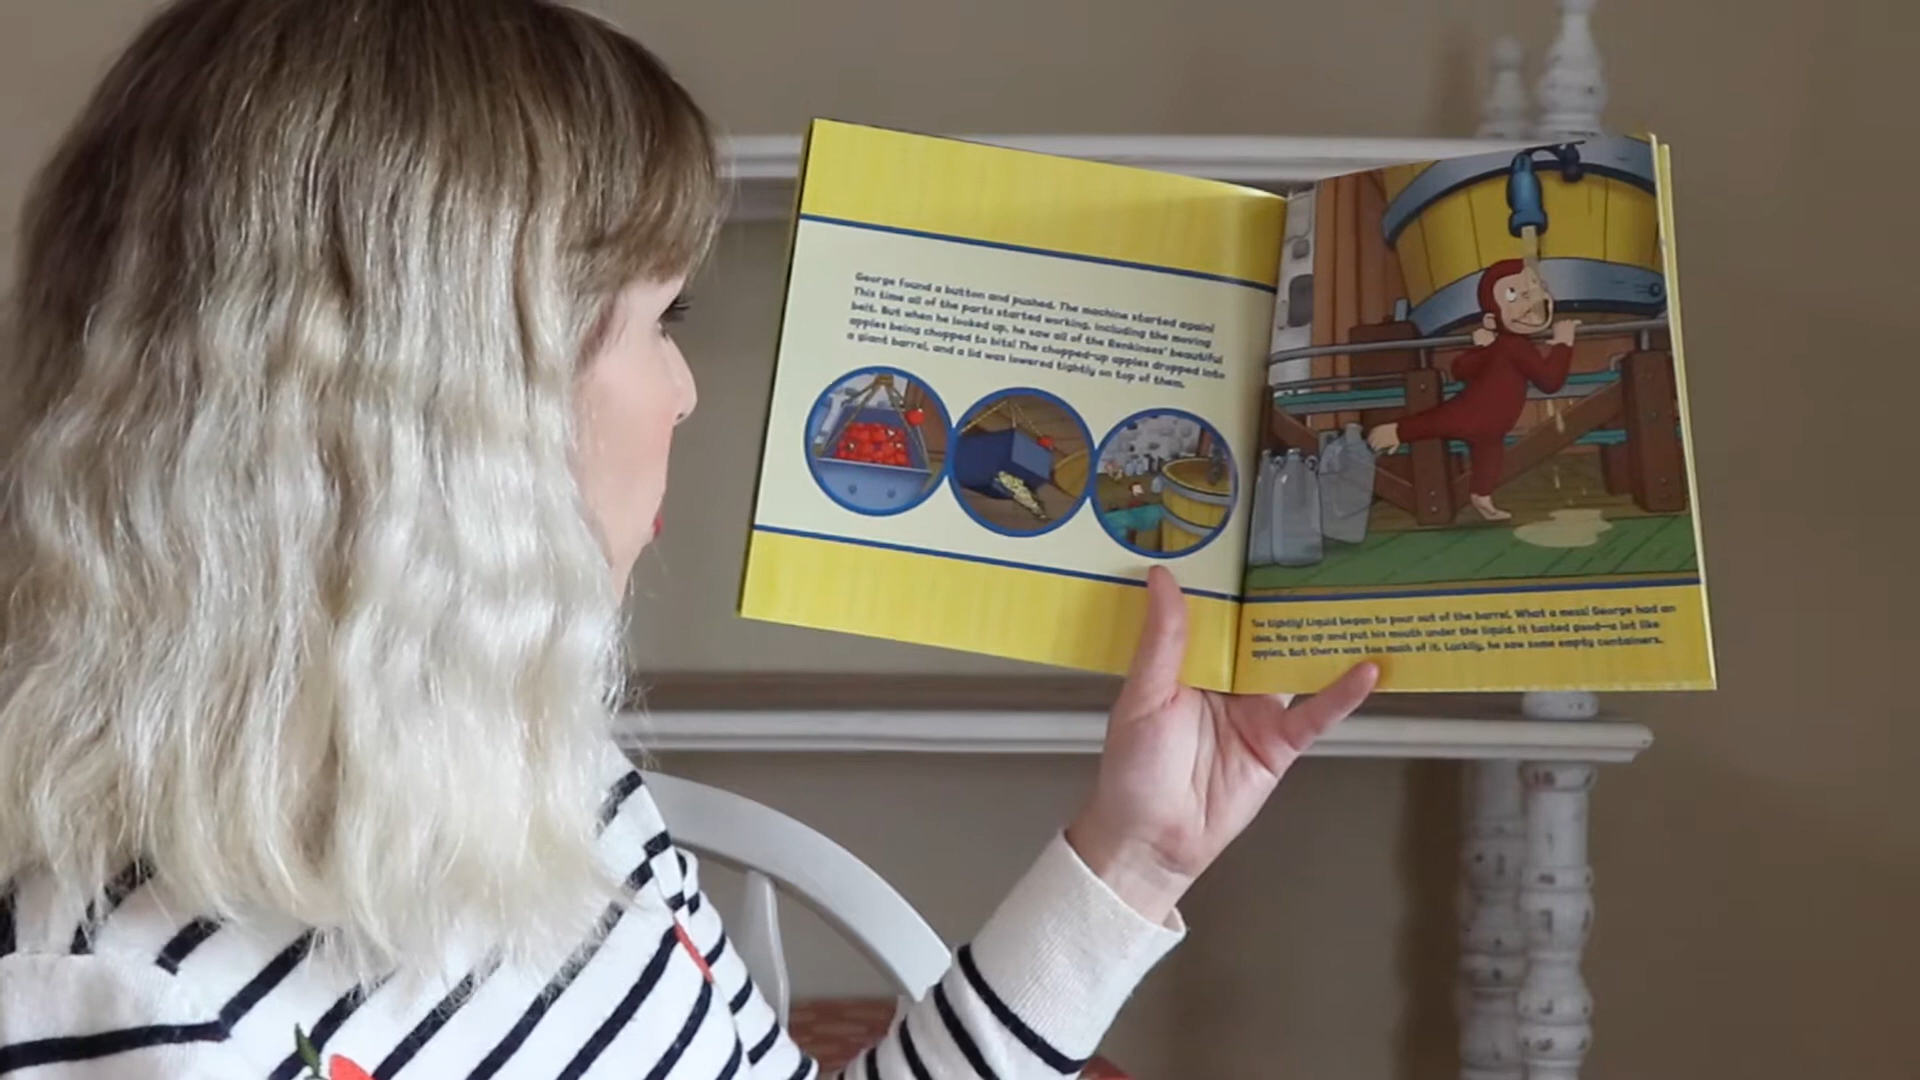 George found a button and pushed. The machine started again!
This time all of the parts started working, including the moving
belt. But when he looked up, he saw all of the Renkinses' beautiful
apples being chopped to bits! The chopped-up apples dropped into
a giant barrel, and a lid was lowered tightly on top of them.
Too tightly! Liquid began to pour out of the barrel. What a mess! George had an
idea. He ran up and put his mouth under the liquid. It tasted good—a lot like
apples. But there was too much of it. Luckily, he saw some empty containers.